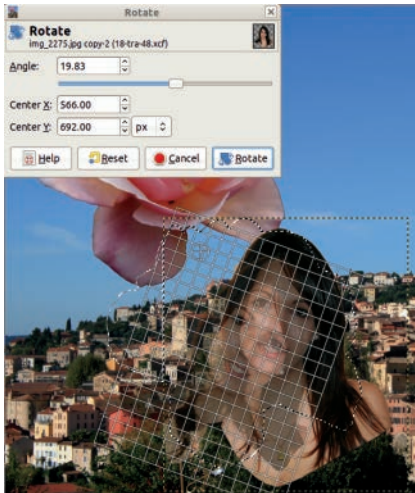 Rotate
Rotate
img_2275.jpg copy-2 (18-tra-48.xcf)
Angle: 19.83
Center X: 566.00
Center Y: 692.00 px
Help Reset Cancel Rotate